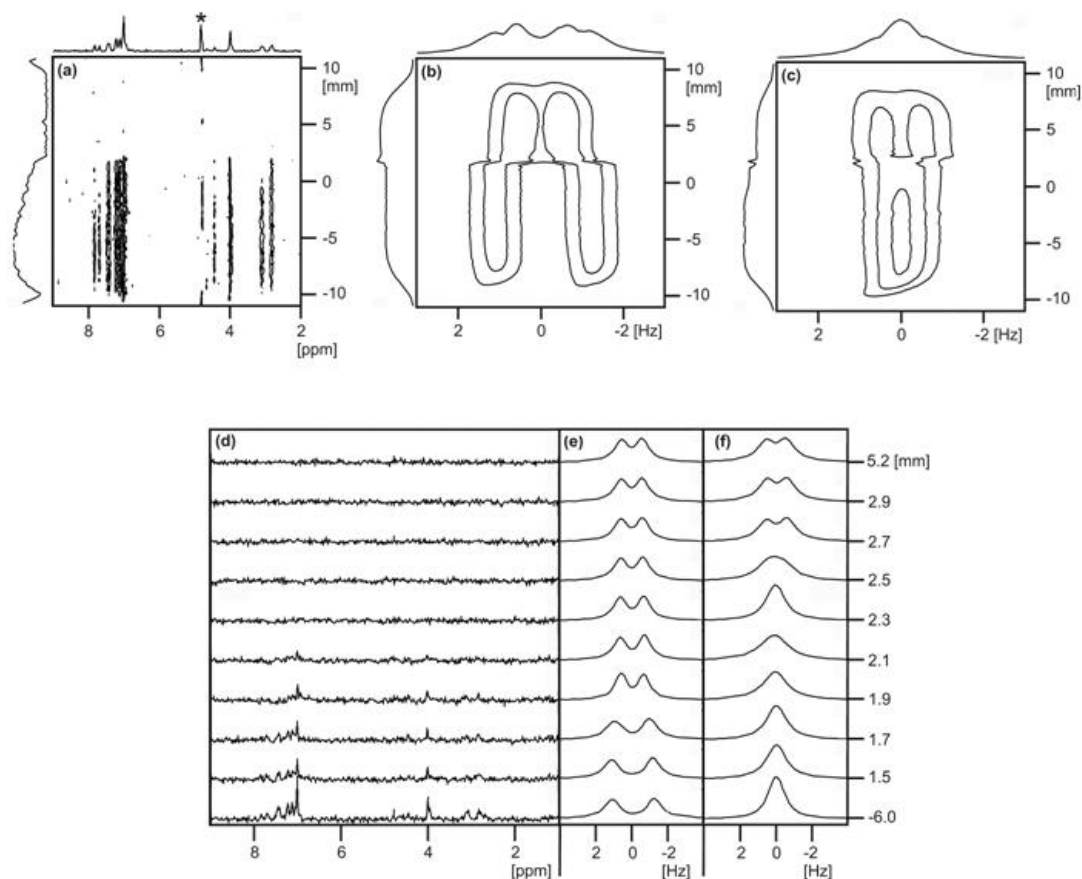 *
(a)
10
[mm]
5
0
-5
-10
8 6 4 2
[ppm]
(b)
10
[mm]
5
0
-5
-10
2 0 -2 [Hz]
(c)
10
[mm]
5
0
-5
-10
2 0 -2 [Hz]
(d) (e) (f)
5.2 [mm]
2.9
2.7
2.5
2.3
2.1
1.9
1.7
1.5
-6.0
8 6 4 2 2 0 -2 2 0 -2
[ppm] [Hz] [Hz]